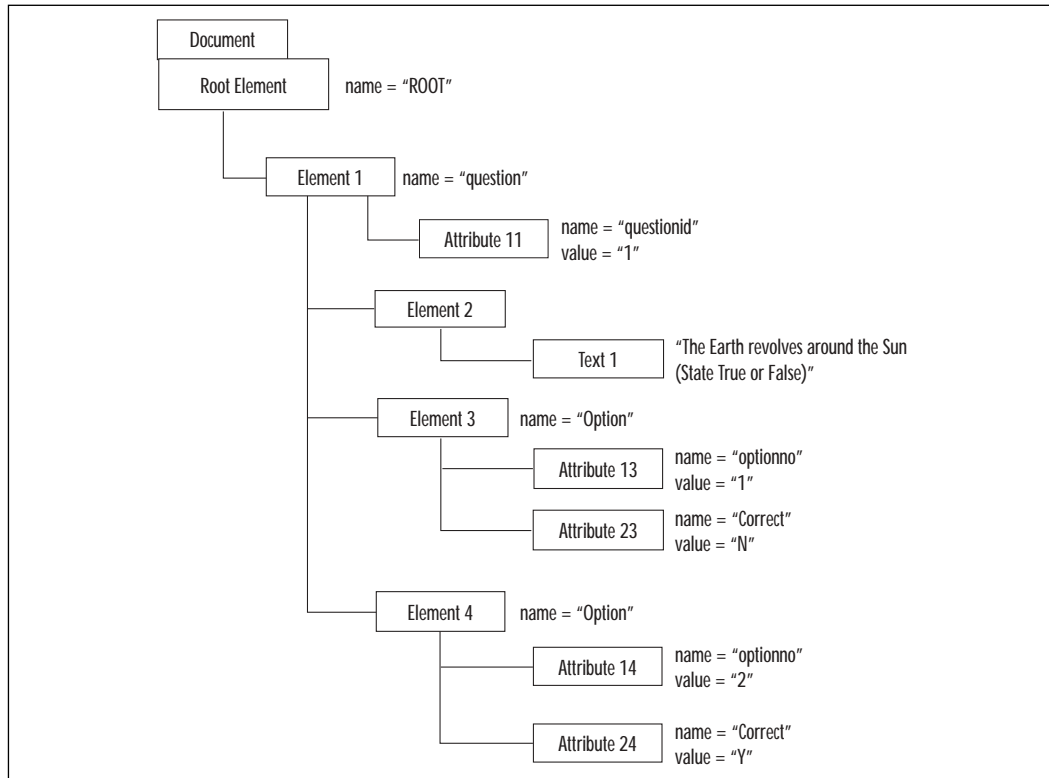 Document
Root Element name = “ROOT”
Element 1 name = “question”
Attribute 11 name = “questionid”
value = “1”
Element 2
Text 1 “The Earth revolves around the Sun
(State True or False)”
Element 3 name = “Option”
Attribute 13 name = “optionno”
value = “1”
Attribute 23 name = “Correct”
value = “N”
Element 4 name = “Option”
Attribute 14 name = “optionno”
value = “2”
Attribute 24 name = “Correct”
value = “Y”